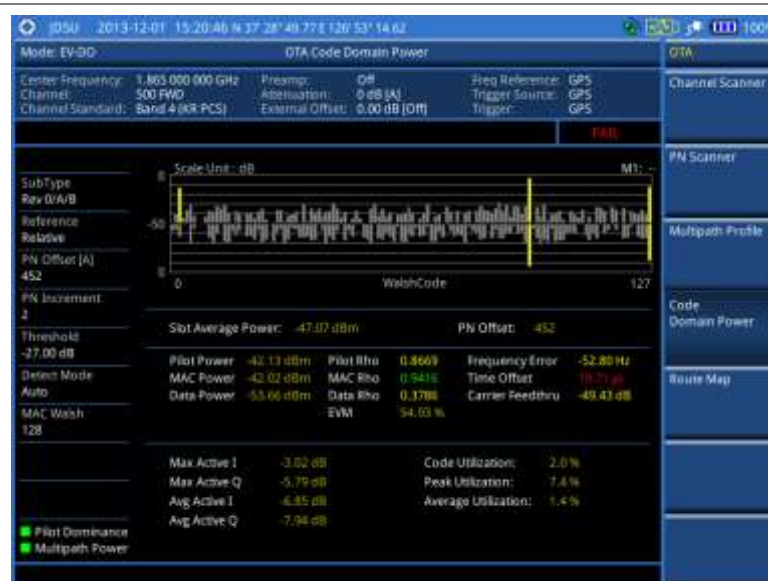 JDSU 2013-12-01 15:20:46 N 37° 28' 49.77 E 126° 53' 14.62 100%
Mode: EV-DO OTA Code Domain Power OTA
Center Frequency: 1.865 000 000 GHz Preamp: Off Freq Reference: GPS
Channel: 500 FWD Attenuation: 0 dB [A] Trigger Source: GPS
Channel Standard: Band 4 (KR PCS) External Offset: 0.00 dB [Off] Trigger: GPS
FAIL
Channel Scanner
PN Scanner
Multipath Profile
Code
Domain Power
Route Map
SubType
Rev 0/A/B
Reference
Relative
PN Offset [A]
452
PN Increment
2
Threshold
-27.00 dB
Detect Mode
Auto
MAC Walsh
128
Pilot Dominance
Multipath Power
Scale Unit : dB M1: --
-50
0 WalshCode 127
Slot Average Power: -47.07 dBm PN Offset: 452
Pilot Power -42.13 dBm Pilot Rho 0.8669 Frequency Error -52.80 Hz
MAC Power -42.02 dBm MAC Rho 0.9416 Time Offset
Data Power -53.66 dBm Data Rho 0.3786 Carrier Feedthru -49.43 dB
EVM 54.93 %
Max Active I -3.02 dB Code Utilization: 2.0 %
Max Active Q -5.79 dB Peak Utilization: 7.4 %
Avg Active I -6.85 dB Average Utilization: 1.4 %
Avg Active Q -7.94 dB